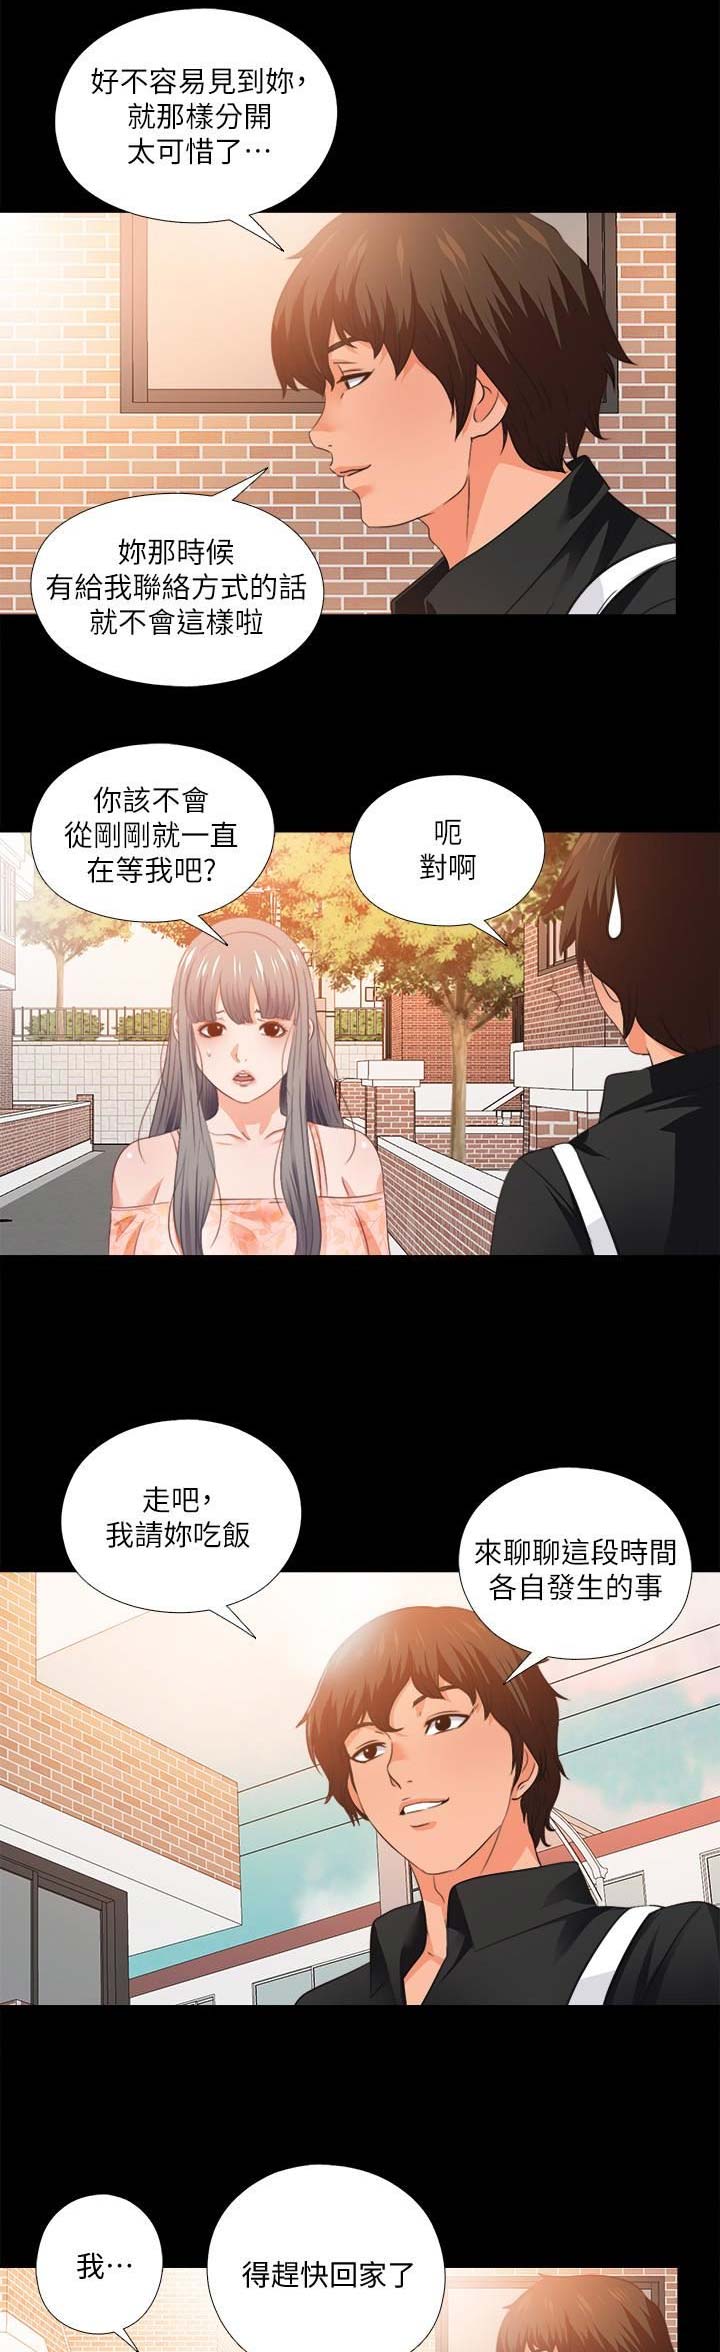 好不容易見到妳，
就那樣分開
太可惜了…
妳那時候
有給我聯絡方式的話
就不會這樣啦
你該不會
從剛剛就一直
在等我吧?
呃
對啊
走吧，
我請妳吃飯
來聊聊這段時間
各自發生的事
我…
得趕快回家了